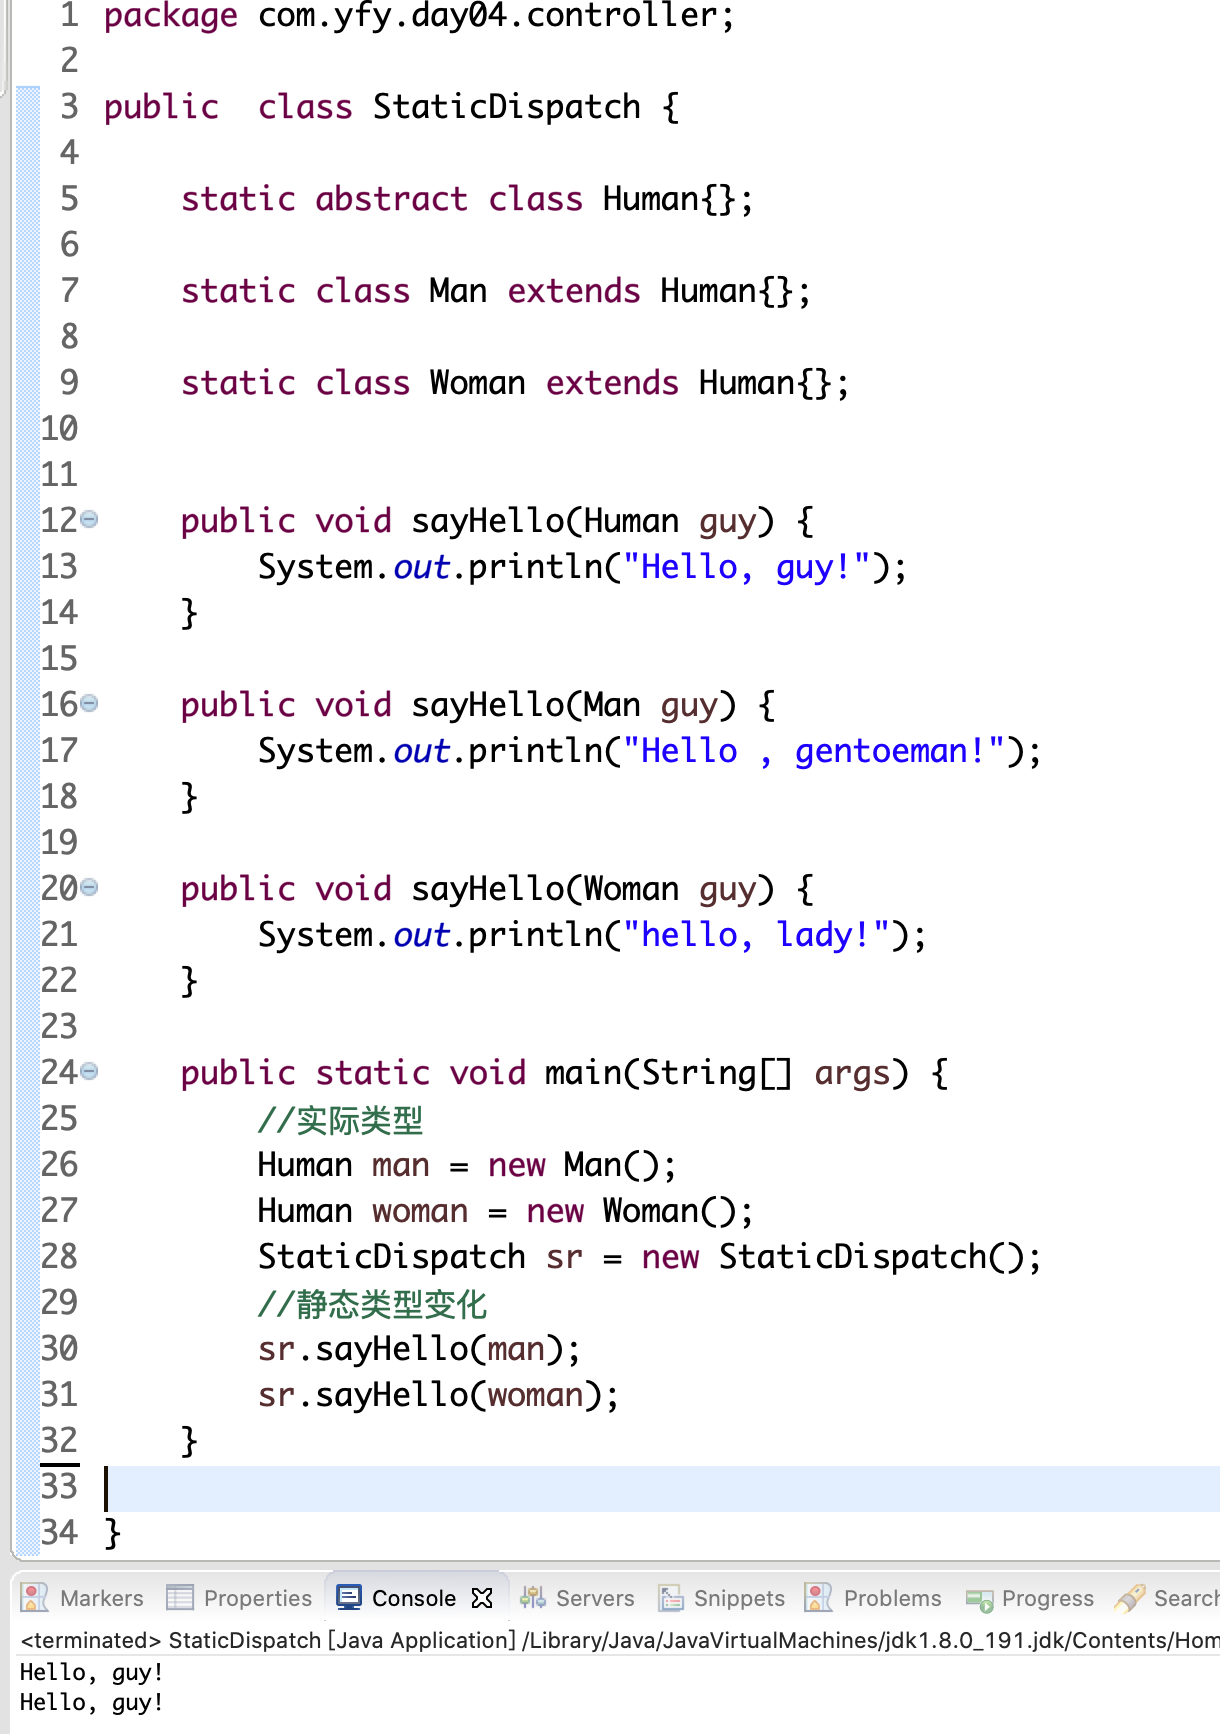 1 package com.yfy.day04.controller;
2
3 public  class StaticDispatch {
4
5     static abstract class Human{};
6
7     static class Man extends Human{};
8
9     static class Woman extends Human{};
10
11
12     public void sayHello(Human guy) {
13         System.out.println("Hello, guy!");
14     }
15
16     public void sayHello(Man guy) {
17         System.out.println("Hello , gentoeman!");
18     }
19
20     public void sayHello(Woman guy) {
21         System.out.println("hello, lady!");
22     }
23
24     public static void main(String[] args) {
25         //实际类型
26         Human man = new Man();
27         Human woman = new Woman();
28         StaticDispatch sr = new StaticDispatch();
29         //静态类型变化
30         sr.sayHello(man);
31         sr.sayHello(woman);
32     }
33
34 }
Markers Properties Console Servers Snippets Problems Progress Search
<terminated> StaticDispatch [Java Application] /Library/Java/JavaVirtualMachines/jdk1.8.0_191.jdk/Contents/Hom
Hello, guy!
Hello, guy!